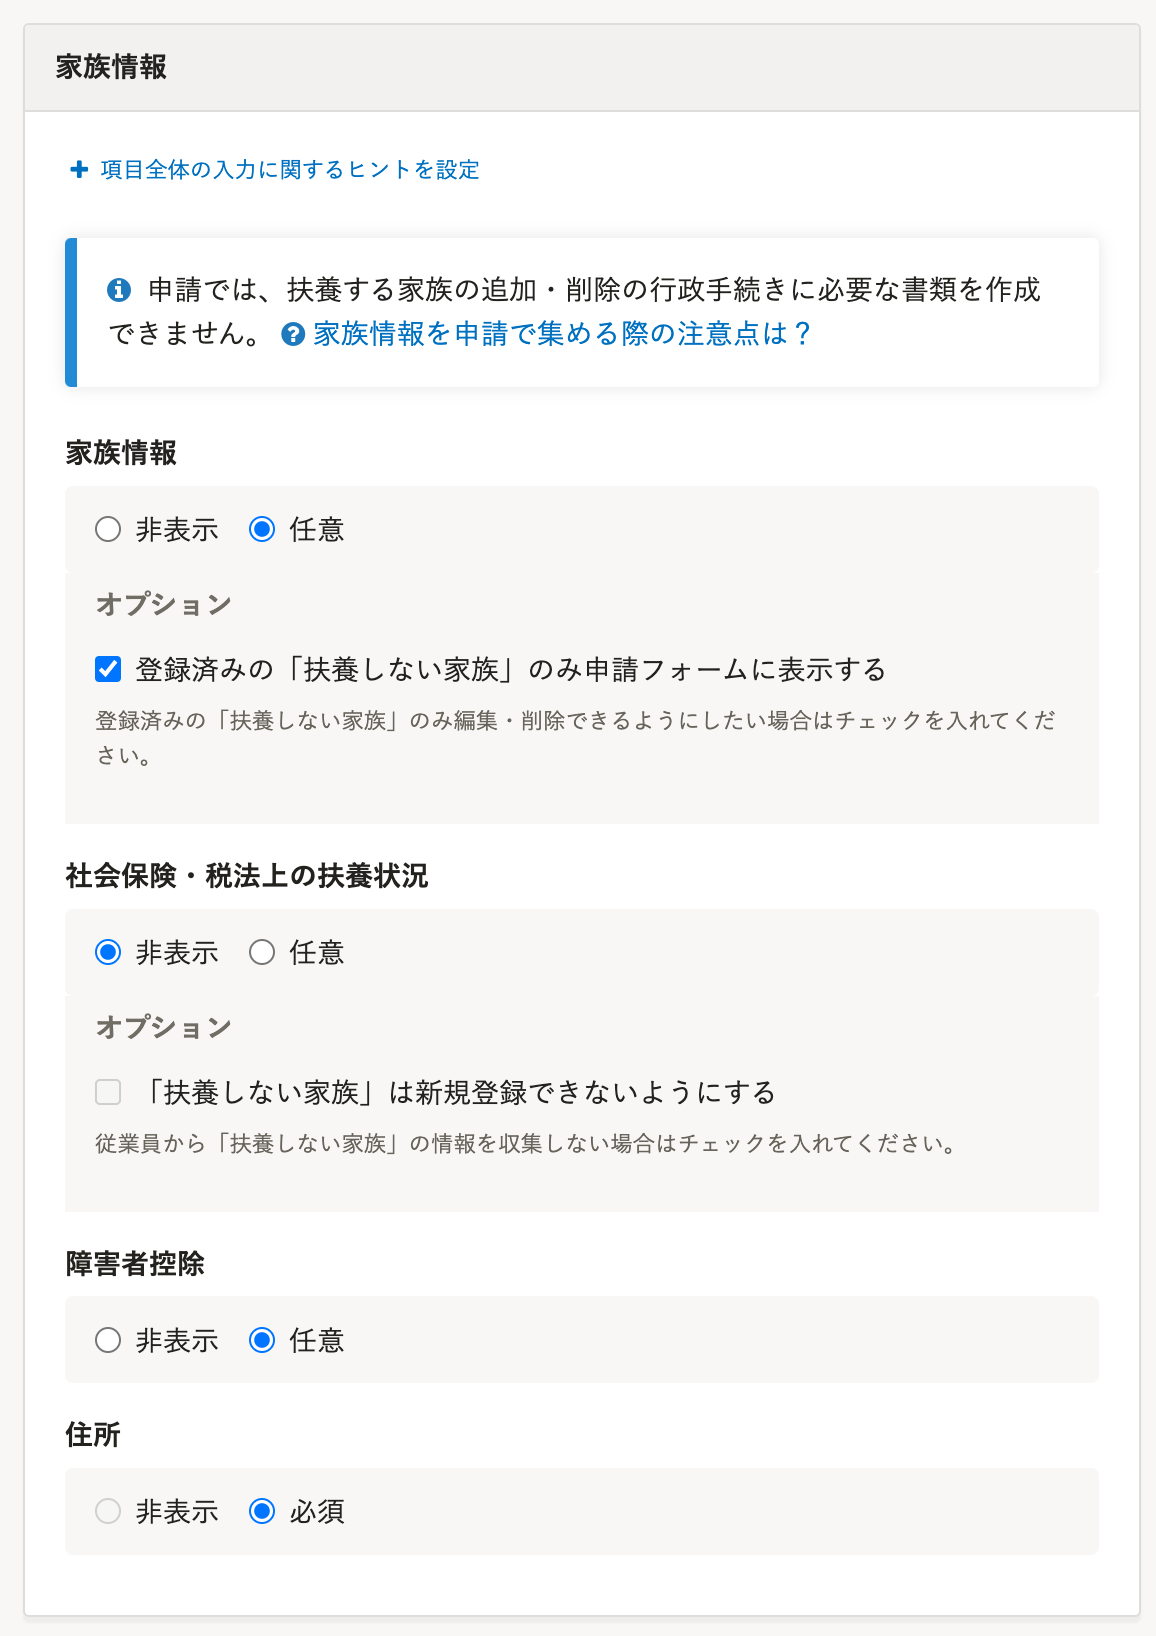 家族情報
項目全体の入力に関するヒントを設定
申請では、扶養する家族の追加・削除の行政手続きに必要な書類を作成
できません。 家族情報を申請で集める際の注意点は？
家族情報
非表示 任意
オプション
登録済みの「扶養しない家族」のみ申請フォームに表示する
登録済みの「扶養しない家族」のみ編集・削除できるようにしたい場合はチェックを入れてくだ
さい。
社会保険・税法上の扶養状況
非表示 任意
オプション
「扶養しない家族」は新規登録できないようにする
従業員から「扶養しない家族」の情報を収集しない場合はチェックを入れてください。
障害者控除
非表示 任意
住所
非表示 必須